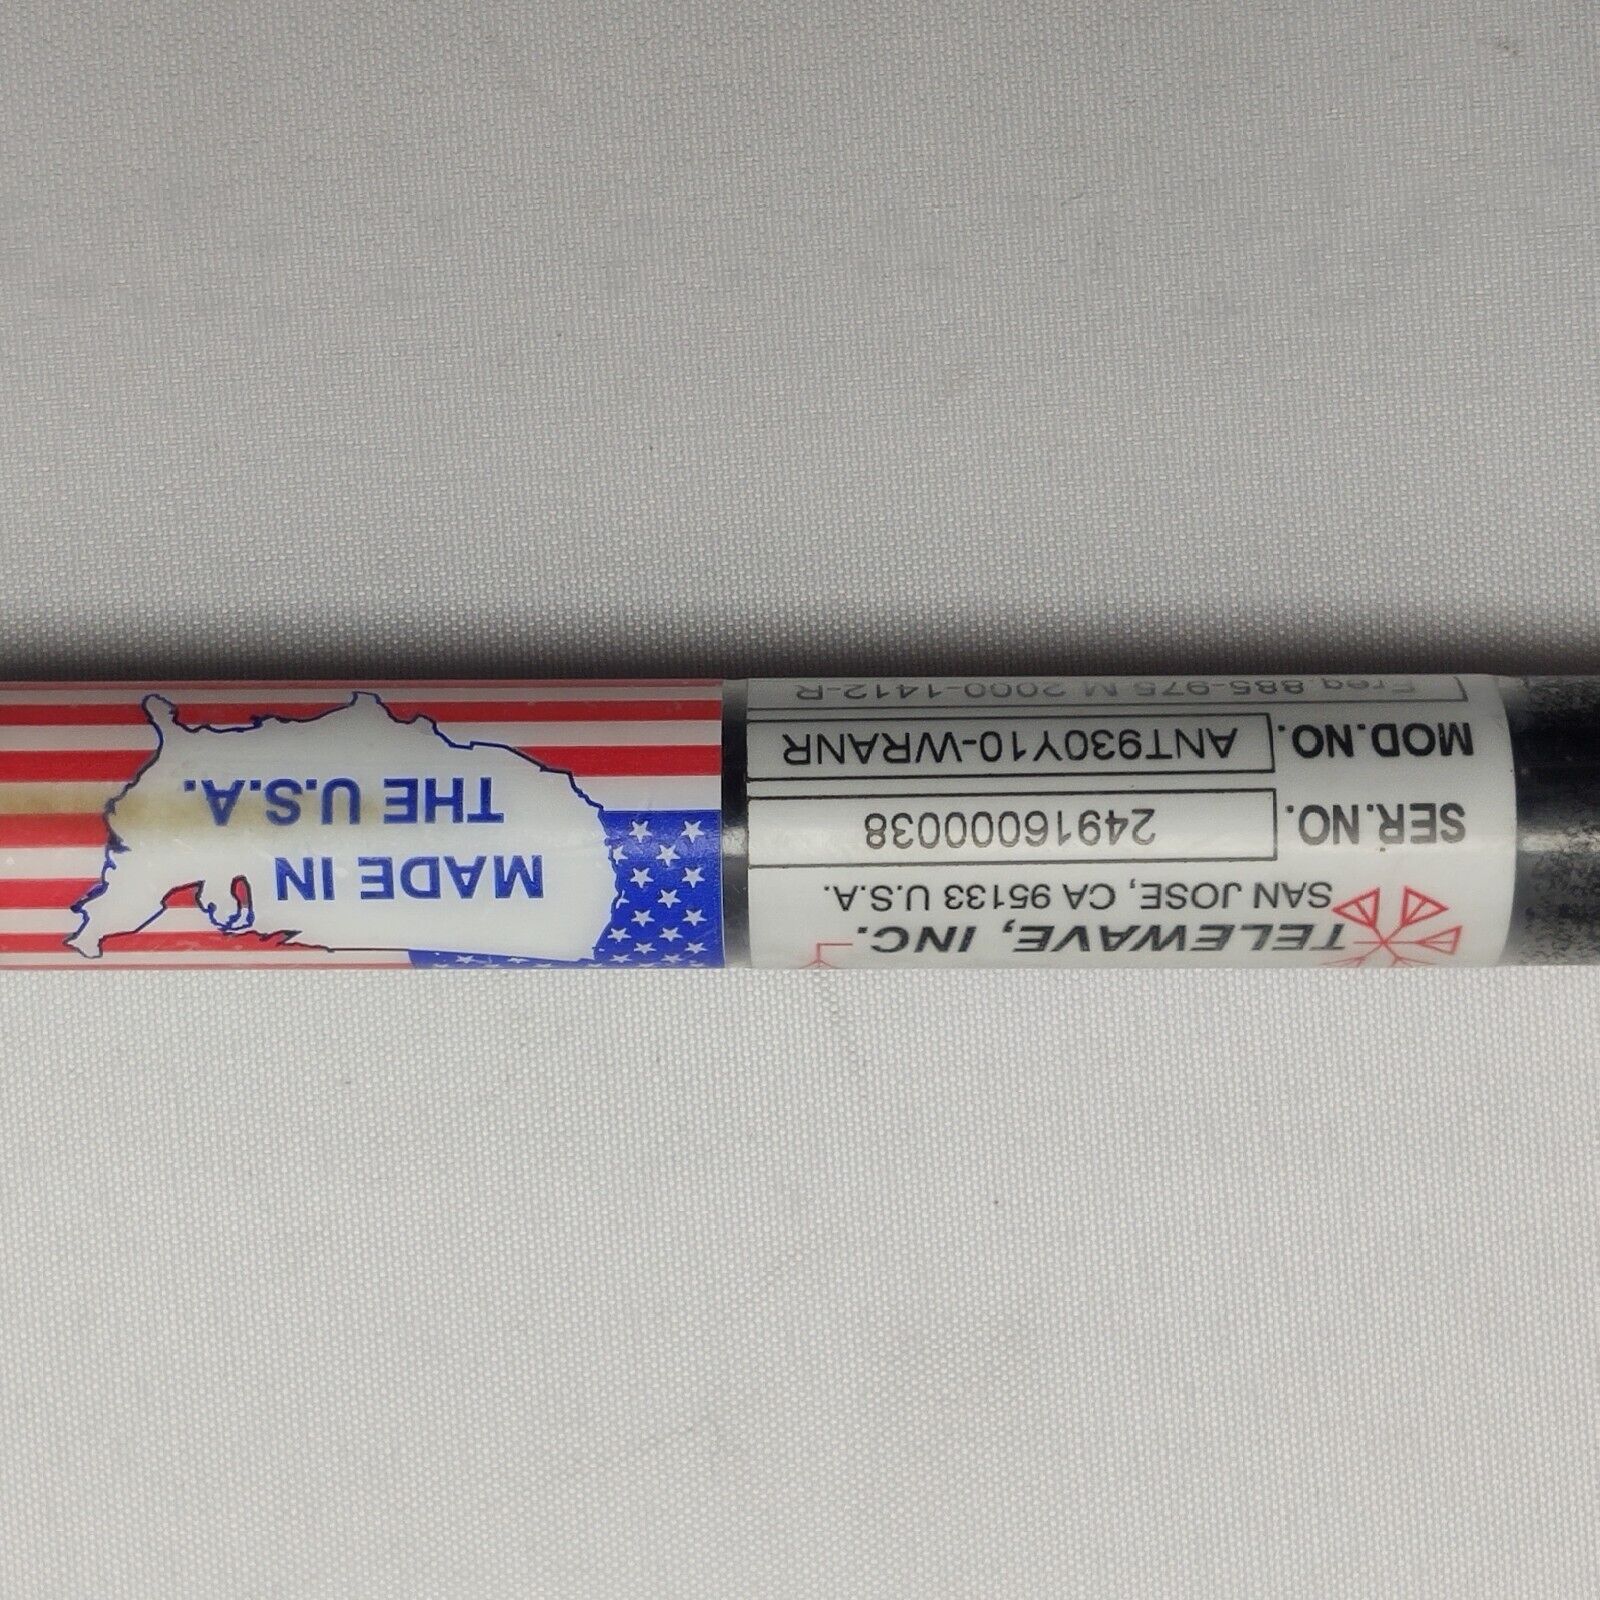 TELEWAVE, INC.
SAN JOSE, CA 95133 U.S.A.
SER.NO. 24916000038
MOD.NO. ANT930Y10-WRANR
Freq.885-975 M 2000-1412-R
MADE IN
THE U.S.A.